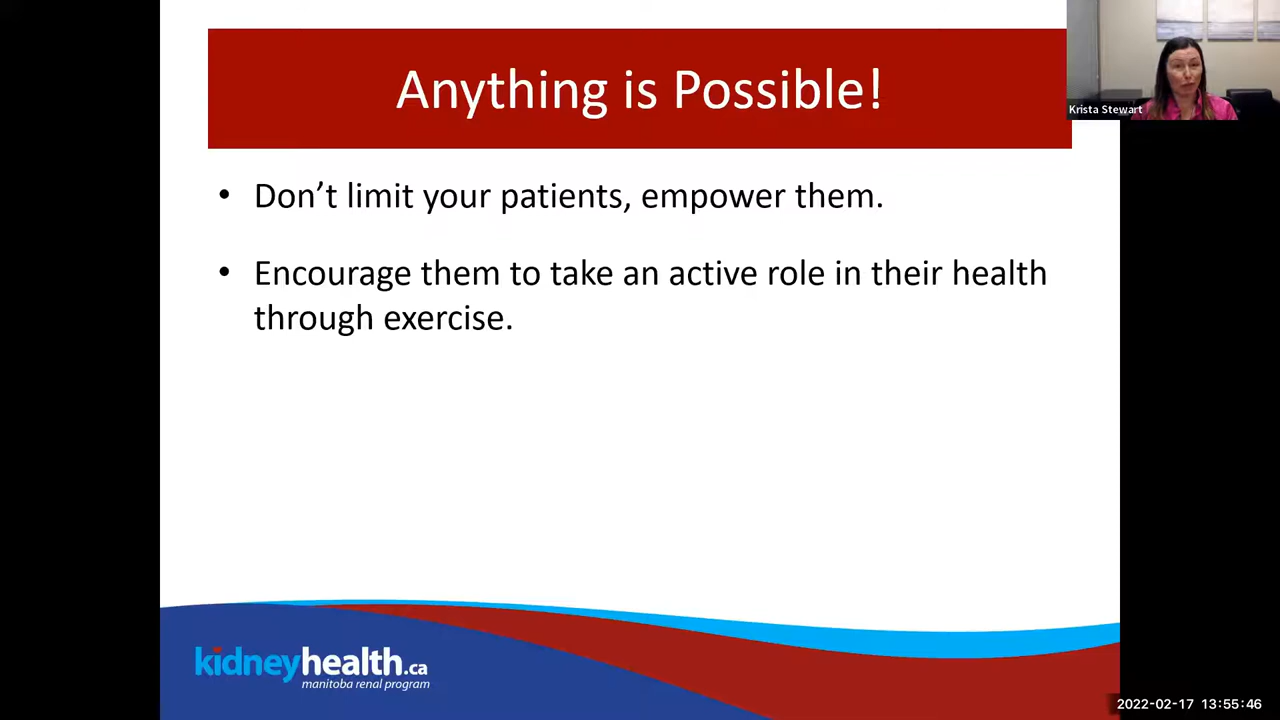 Anything is Possible!
Krista Stewart
• Don’t limit your patients, empower them.
• Encourage them to take an active role in their health
through exercise.
kidneyhealth.ca
manitoba renal program
2022-02-17 13:55:46